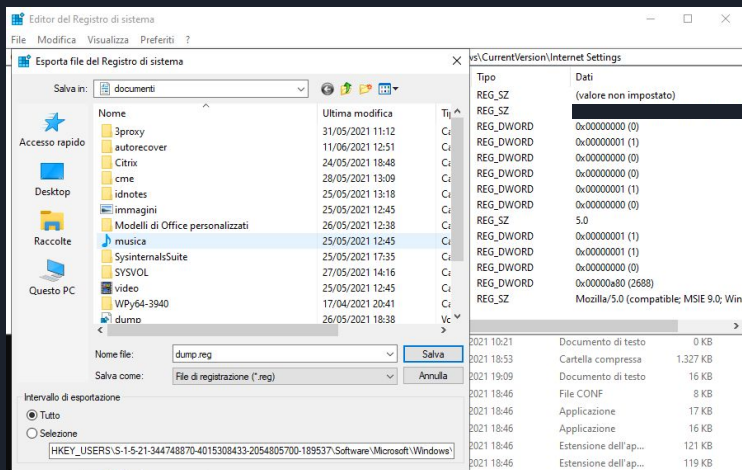 Editor del Registro di sistema
File Modifica Visualizza Preferiti ?
Esporta file del Registro di sistema
Salva in: documenti
Accesso rapido
Desktop
Raccolte
Questo PC
Nome Ultima modifica
3proxy 31/05/2021 11:12
autorecover 11/06/2021 12:51
Citrix 24/05/2021 18:48
cme 28/05/2021 13:09
idnotes 25/05/2021 13:18
immagini 25/05/2021 12:45
Modelli di Office personalizzati 26/05/2021 12:38
musica 25/05/2021 12:45
SysinternalsSuite 25/05/2021 17:35
SYSVOL 27/05/2021 14:16
video 25/05/2021 12:45
WPy64-3940 17/04/2021 20:41
dump 26/05/2021 18:38
Nome file: dump.reg Salva
Salva come: File di registrazione (*.reg) Annulla
Intervallo di esportazione
Tutto
Selezione
HKEY_USERS\S-1-5-21-344748870-4015308433-2054805700-189537\Software\Microsoft\Windows\
vs\CurrentVersion\Internet Settings
Tipo Dati
REG_SZ (valore non impostato)
REG_SZ
REG_DWORD 0x00000000 (0)
REG_DWORD 0x00000001 (1)
REG_DWORD 0x00000000 (0)
REG_DWORD 0x00000000 (0)
REG_DWORD 0x00000001 (1)
REG_DWORD 0x00000000 (0)
REG_SZ 5.0
REG_DWORD 0x00000001 (1)
REG_DWORD 0x00000001 (1)
REG_DWORD 0x00000000 (0)
REG_DWORD 0x00000a80 (2688)
REG_SZ Mozilla/5.0 (compatible; MSIE 9.0; Win
2021 10:21 Documento di testo 0 KB
2021 18:53 Cartella compressa 1.327 KB
2021 19:09 Documento di testo 16 KB
2021 18:46 File CONF 8 KB
2021 18:46 Applicazione 17 KB
2021 18:46 Applicazione 16 KB
2021 18:46 Estensione dell'ap... 121 KB
2021 18:46 Estensione dell'ap... 119 KB